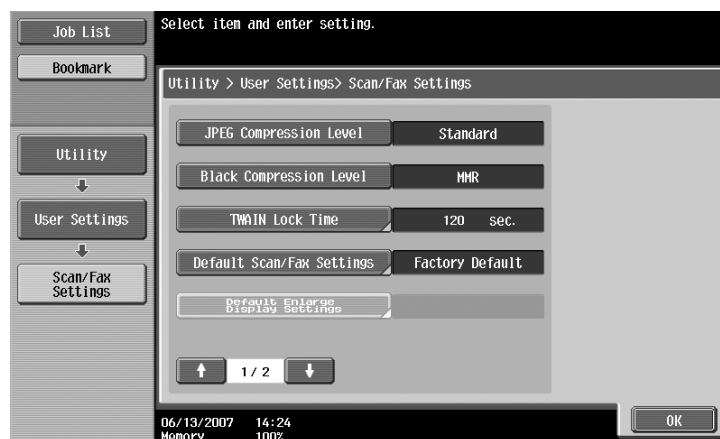 Job List
Select item and enter setting.
Bookmark
Utility > User Settings> Scan/Fax Settings
JPEG Compression Level
Standard
Utility
Black Compression Level
MMR
User Settings
TWAIN Lock Time
120 sec.
Default Scan/Fax Settings
Factory Default
Scan/Fax
Settings
Default Enlarge
Display Settings
1/ 2
06/13/2007 14:24
Memory 100%
OK